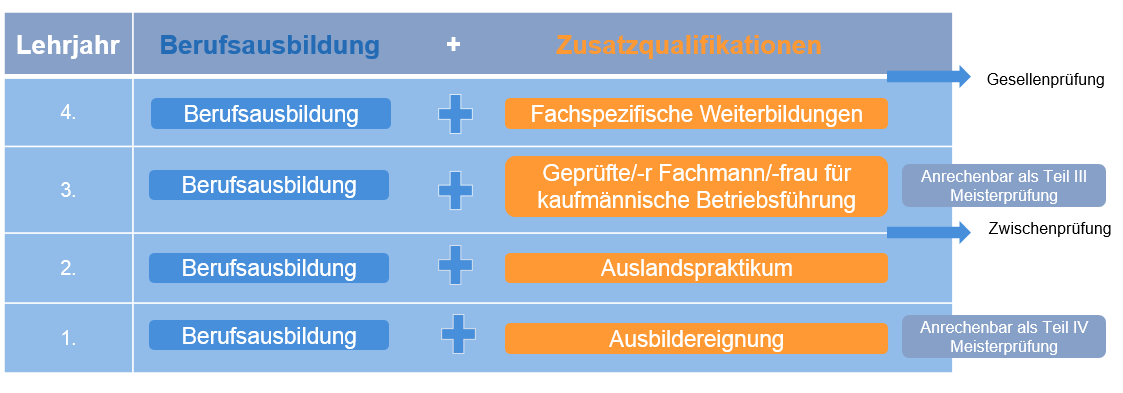 Lehrjahr Berufsausbildung + Zusatzqualifikationen
Gesellenprüfung
4. Berufsausbildung Fachspezifische Weiterbildungen
3. Berufsausbildung Geprüfte/-r Fachmann/-frau für
kaufmännische Betriebsführung
Anrechenbar als Teil III
Meisterprüfung
Zwischenprüfung
2. Berufsausbildung Auslandspraktikum
1. Berufsausbildung Ausbildereignung
Anrechenbar als Teil IV
Meisterprüfung